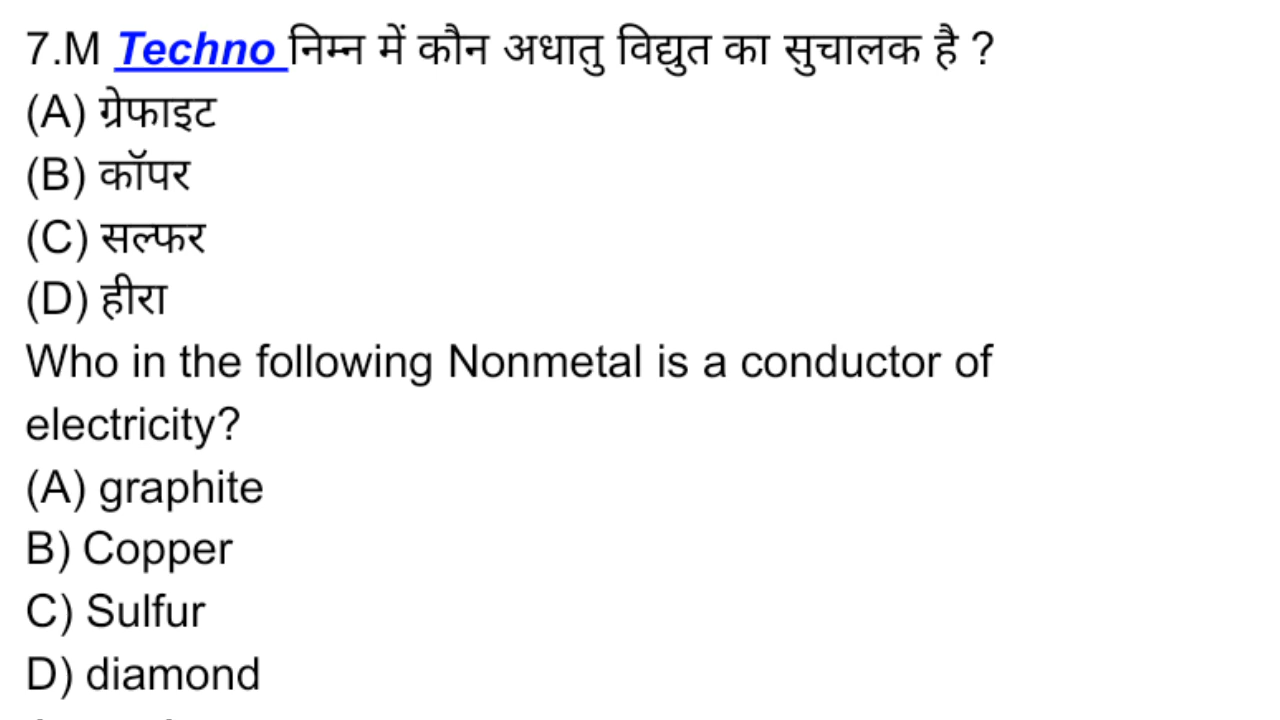 7.M Techno निम्न में कौन अधातु विद्युत का सुचालक है ?
(A) ग्रेफाइट
(B) कॉपर
(C) सल्फर
(D) हीरा
Who in the following Nonmetal is a conductor of
electricity?
(A) graphite
B) Copper
C) Sulfur
D) diamond